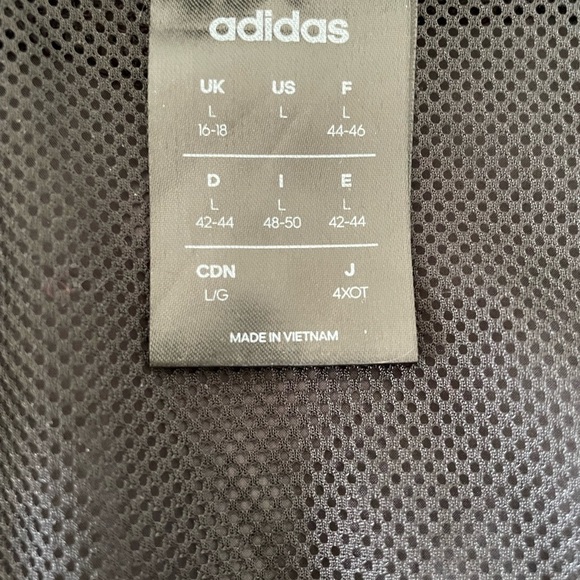 adidas
UK US F
L L L
16-18 44-46
D I E
L L L
42-44 48-50 42-44
CDN J
L/G 4XOT
MADE IN VIETNAM